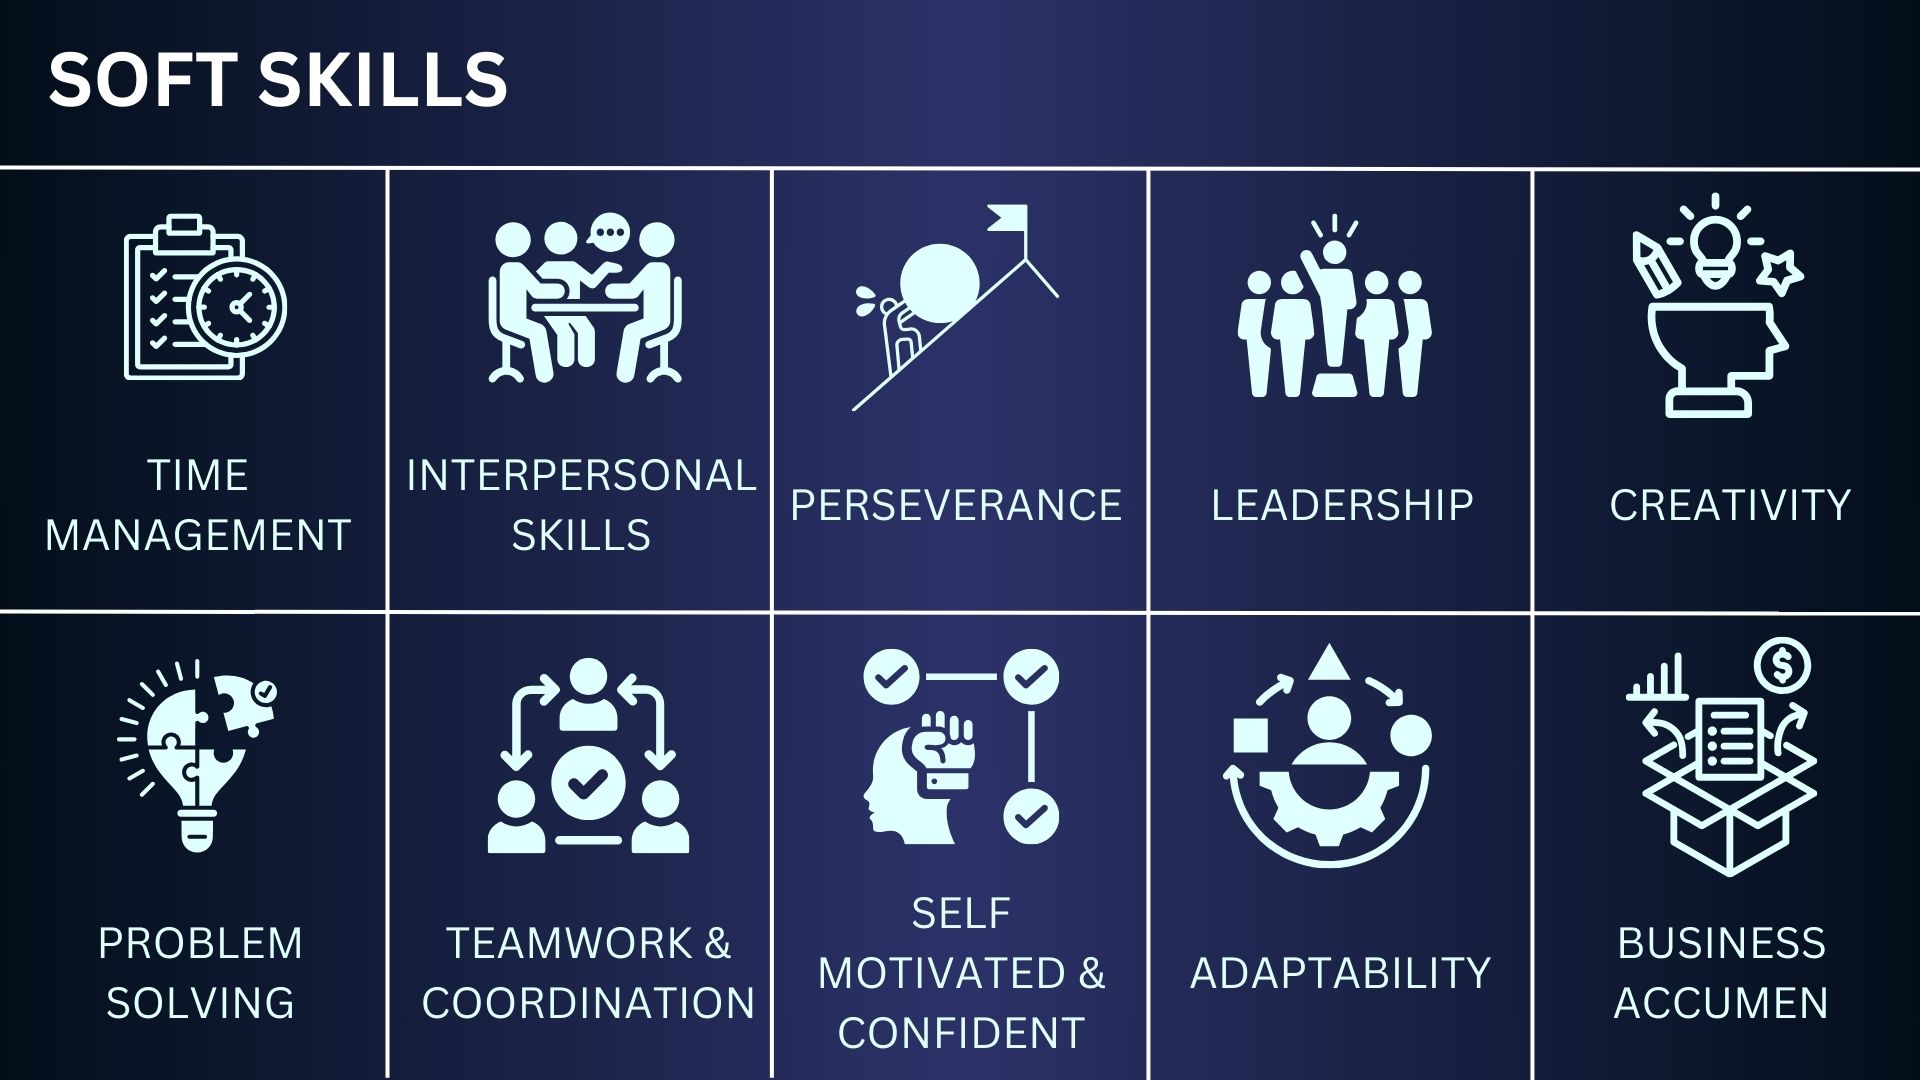 SOFT SKILLS
TIME
MANAGEMENT
INTERPERSONAL
SKILLS
PERSEVERANCE
LEADERSHIP
CREATIVITY
PROBLEM
SOLVING
TEAMWORK &
COORDINATION
SELF
MOTIVATED &
CONFIDENT
ADAPTABILITY
$
BUSINESS
ACCUMEN